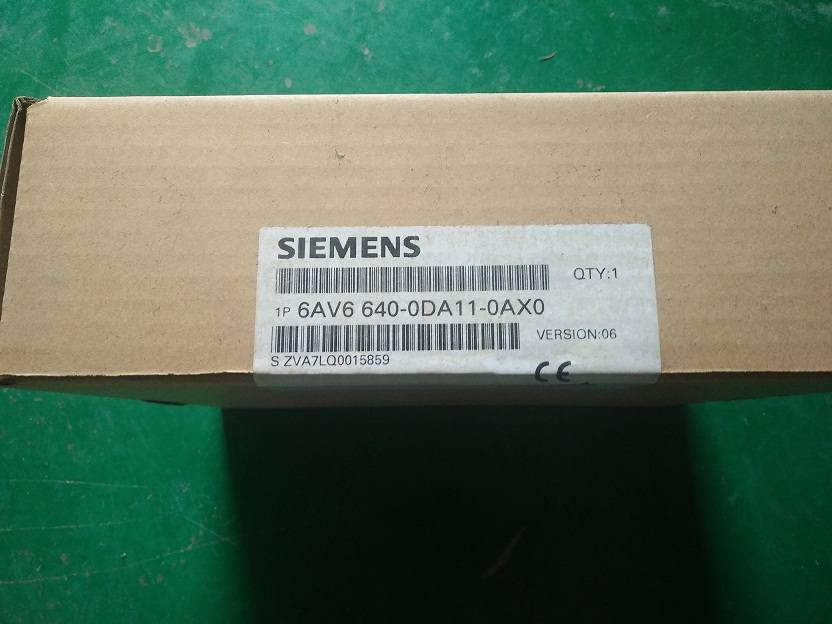 SIEMENS
QTY:1
1P 6AV6 640-0DA11-0AX0
VERSION:06
S ZVA7LQ0015859
CE